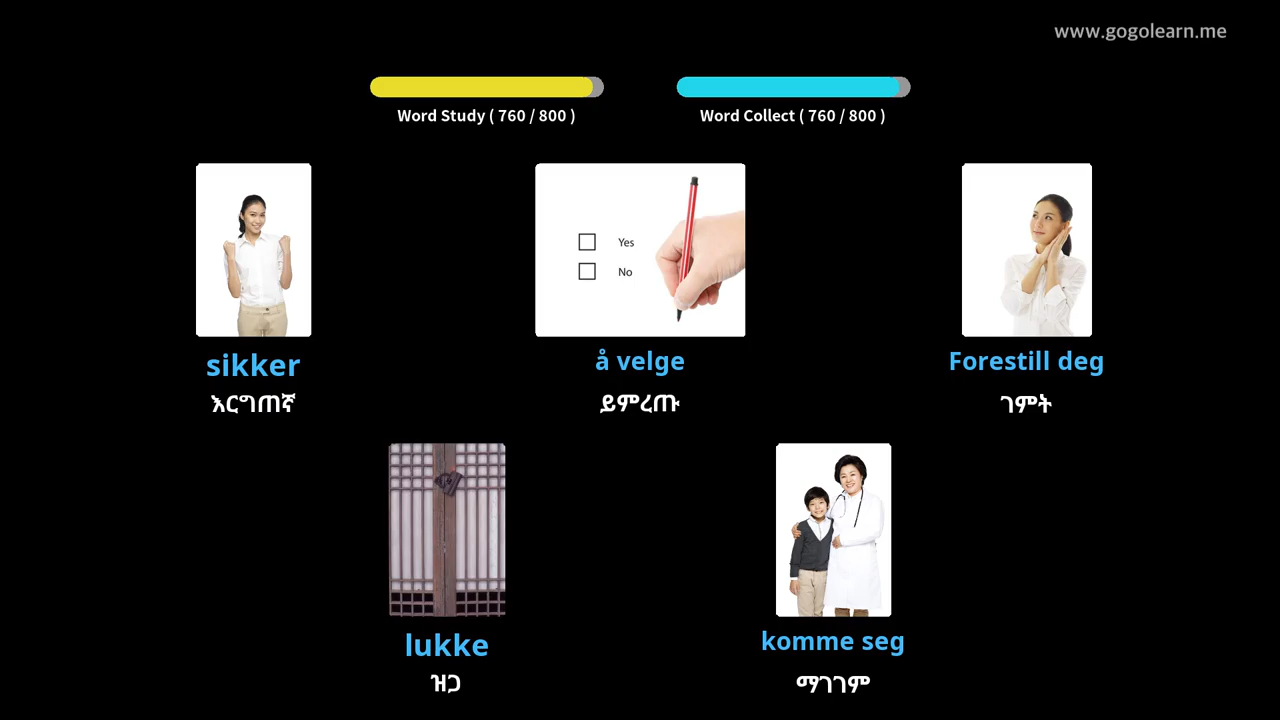 www.gogolearn.me
Word Study ( 760 / 800 )
Word Collect ( 760 / 800 )
Yes
No
sikker
å velge
Forestill deg
እርግጠኛ
ይምረጡ
ገምት
lukke
komme seg
ዝጋ
ማገገም